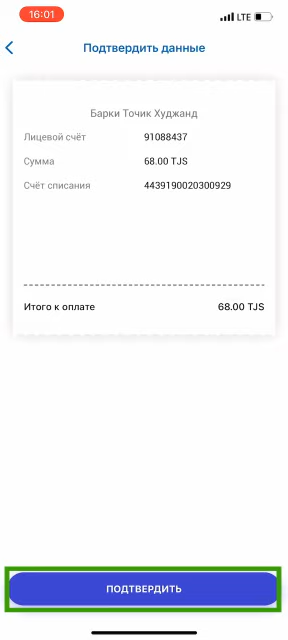 16:01
LTE
Подтвердить данные
Барки Точик Худжанд
Лицевой счёт 91088437
Сумма 68.00 TJS
Счёт списания 4439190020300929
Итого к оплате 68.00 TJS
ПОДТВЕРДИТЬ